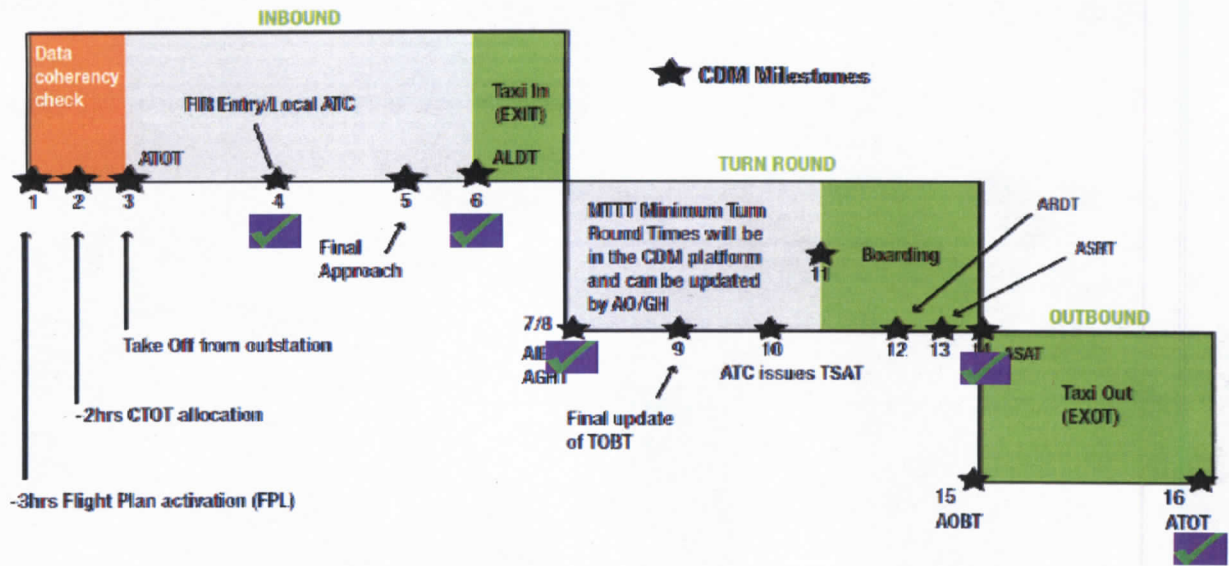 INBOUND
Data
coherency
check
FIR Entry/Local ATC
Taxi In
(EXIT)
CDM Milestones
ATOT
ALDT
1
2
3
4
5
6
TURN ROUND
Final
Approach
MTTT Minimum Turn
Round Times will be
in the CDM platform
and can be updated
by AO/GH
11
Boarding
ARDT
ASRT
7/8
9
10
12
13
14
OUTBOUND
AGHT
ATC issues TSAT
ASAT
Take Off from outstation
Final update
of TOBT
Taxi Out
(EXOT)
-2hrs CTOT allocation
-3hrs Flight Plan activation (FPL)
15
AOBT
16
ATOT